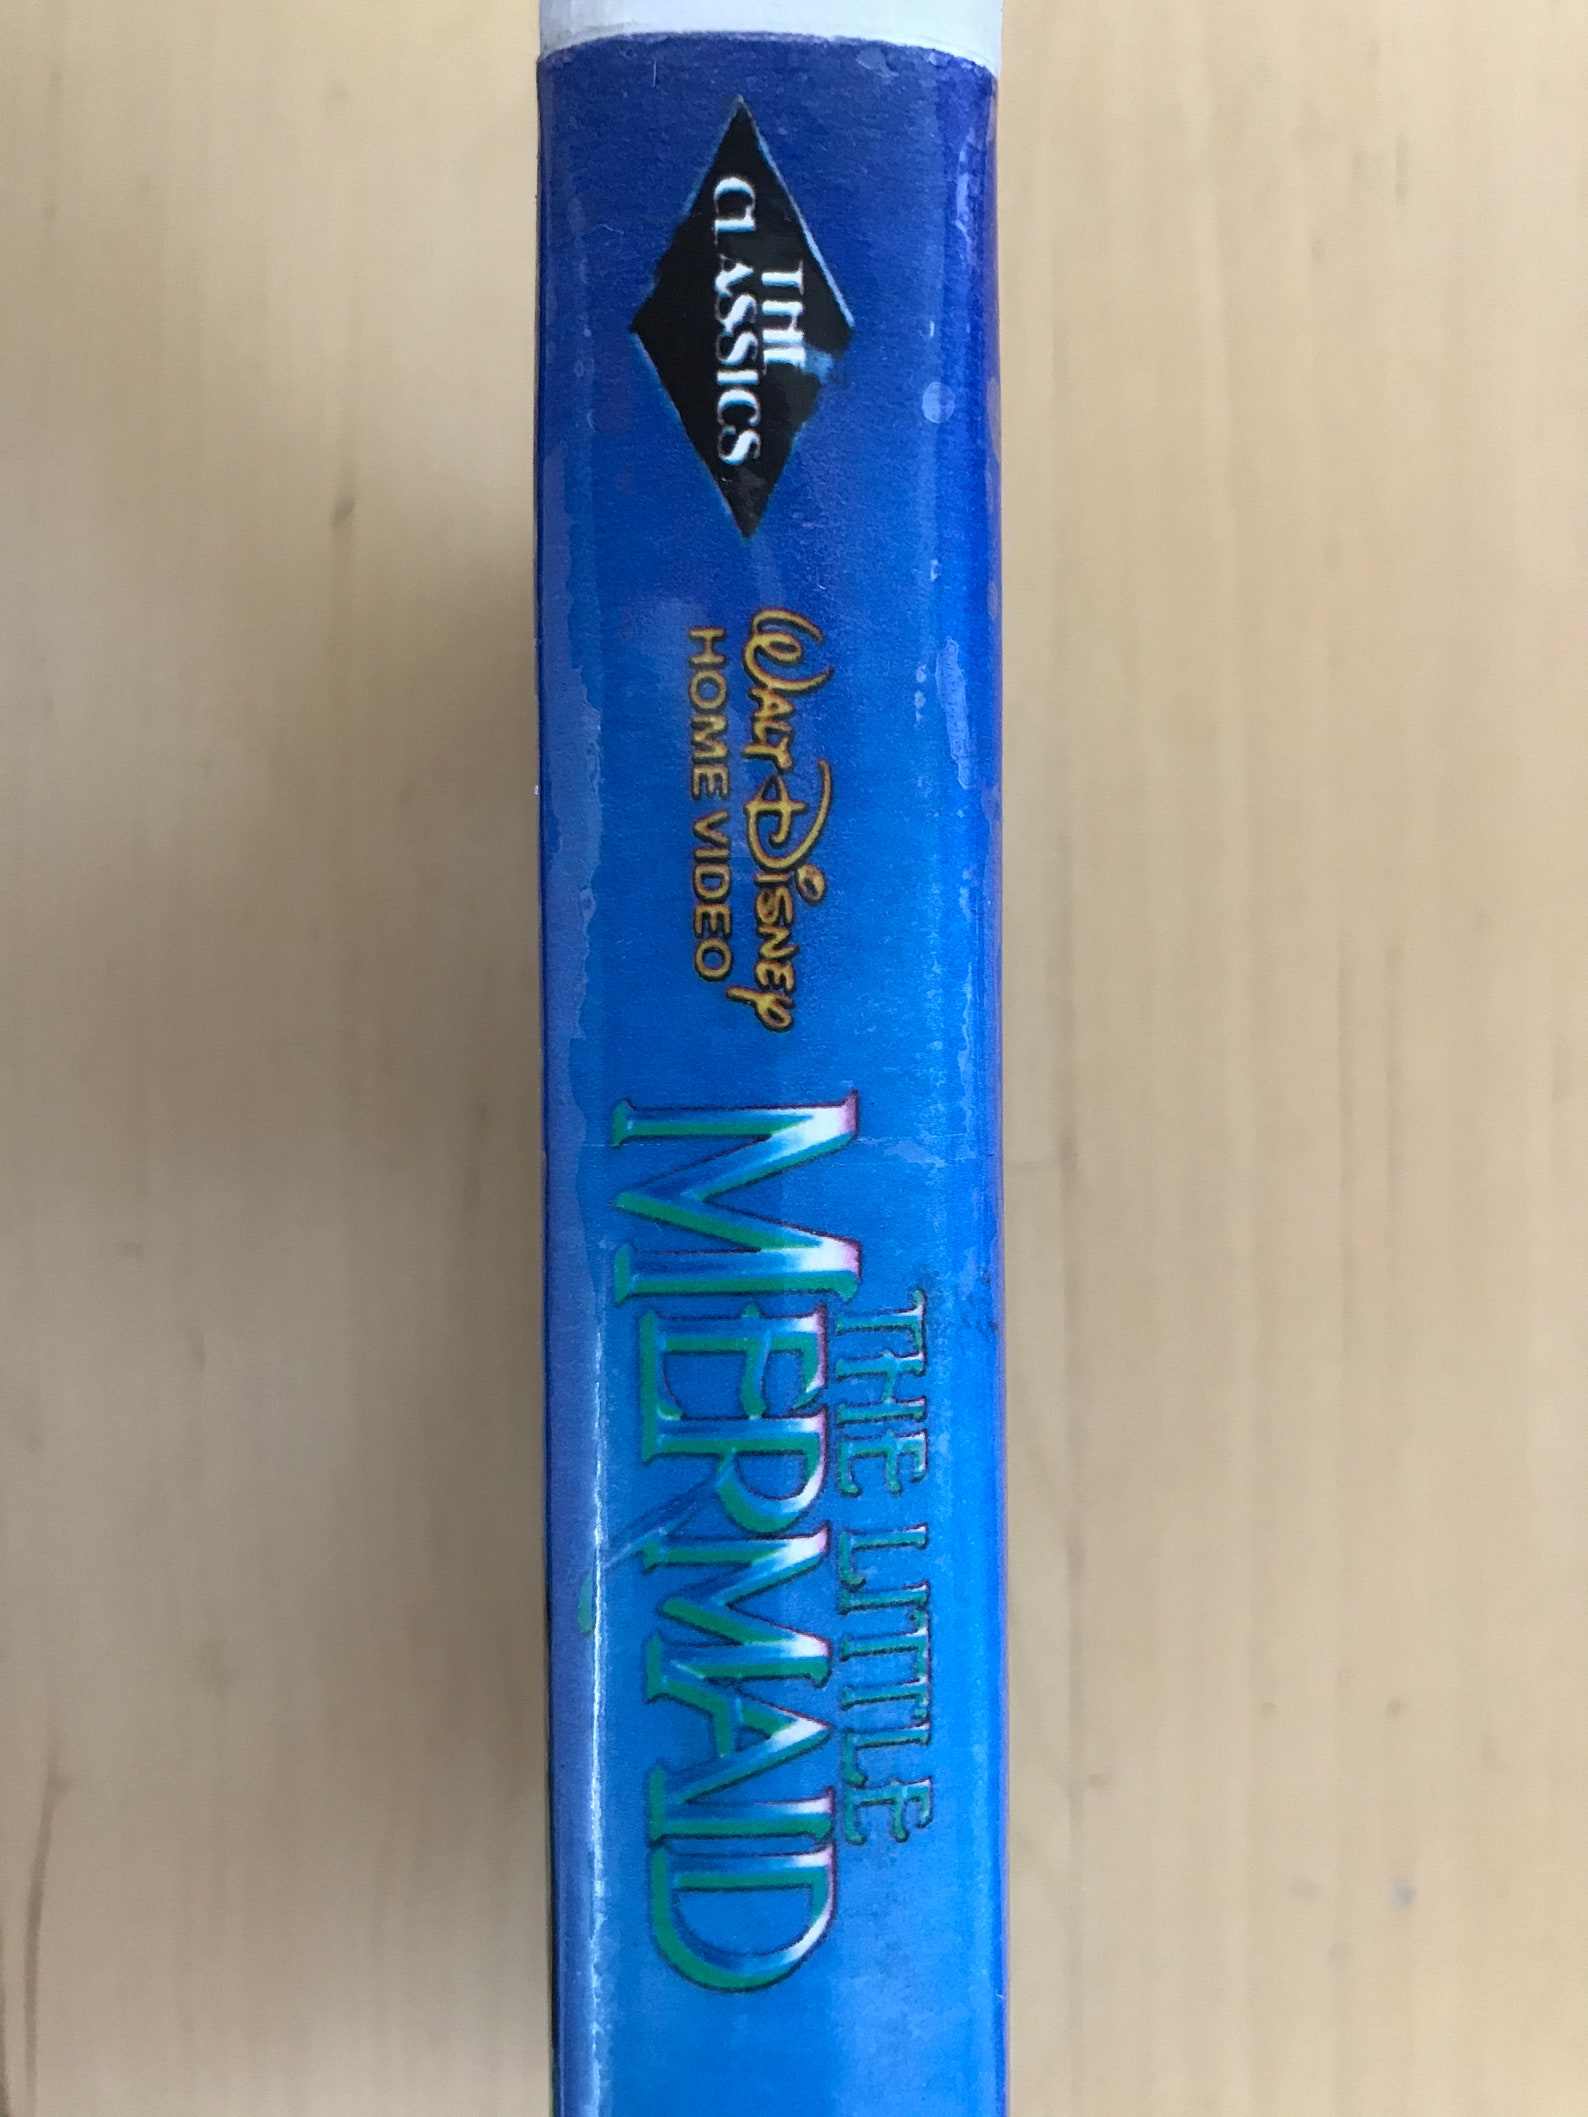 THE
CLASSICS
WALT DISNEY
HOME VIDEO
THE LITTLE
MERMAID